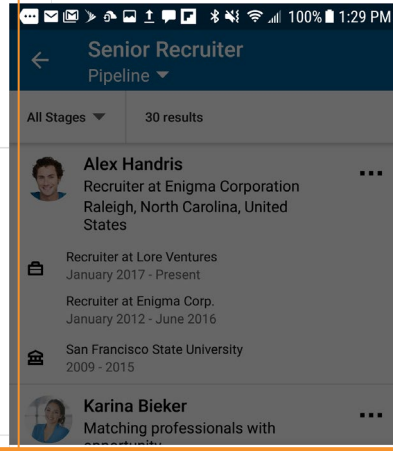 100% 1:29 PM
Senior Recruiter
Pipeline
All Stages
30 results
Alex Handris
Recruiter at Enigma Corporation
Raleigh, North Carolina, United
States
Recruiter at Lore Ventures
January 2017 - Present
Recruiter at Enigma Corp.
January 2012 - June 2016
San Francisco State University
2009 - 2015
Karina Bieker
Matching professionals with
opportunity